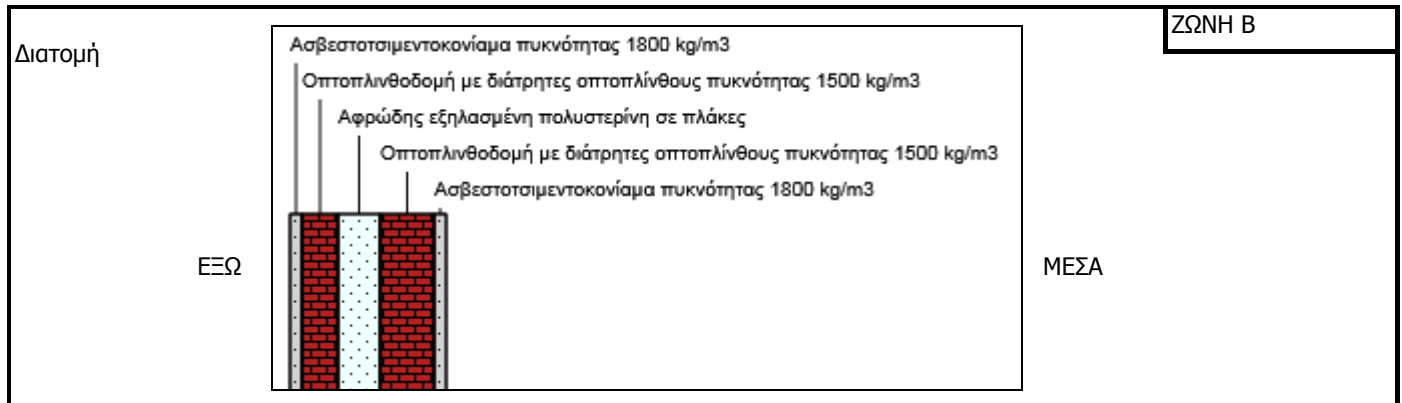 ΖΩΝΗ Β
Διατομή
Ασβεστοτσιμεντοκονίαμα πυκνότητας 1800 kg/m3
Οπτοπλινθοδομή με διάτρητες οπτοπλίνθους πυκνότητας 1500 kg/m3
Αφρώδης εξηλασμένη πολυστερίνη σε πλάκες
Οπτοπλινθοδομή με διάτρητες οπτοπλίνθους πυκνότητας 1500 kg/m3
Ασβεστοτσιμεντοκονίαμα πυκνότητας 1800 kg/m3
ΕΞΩ
ΜΕΣΑ